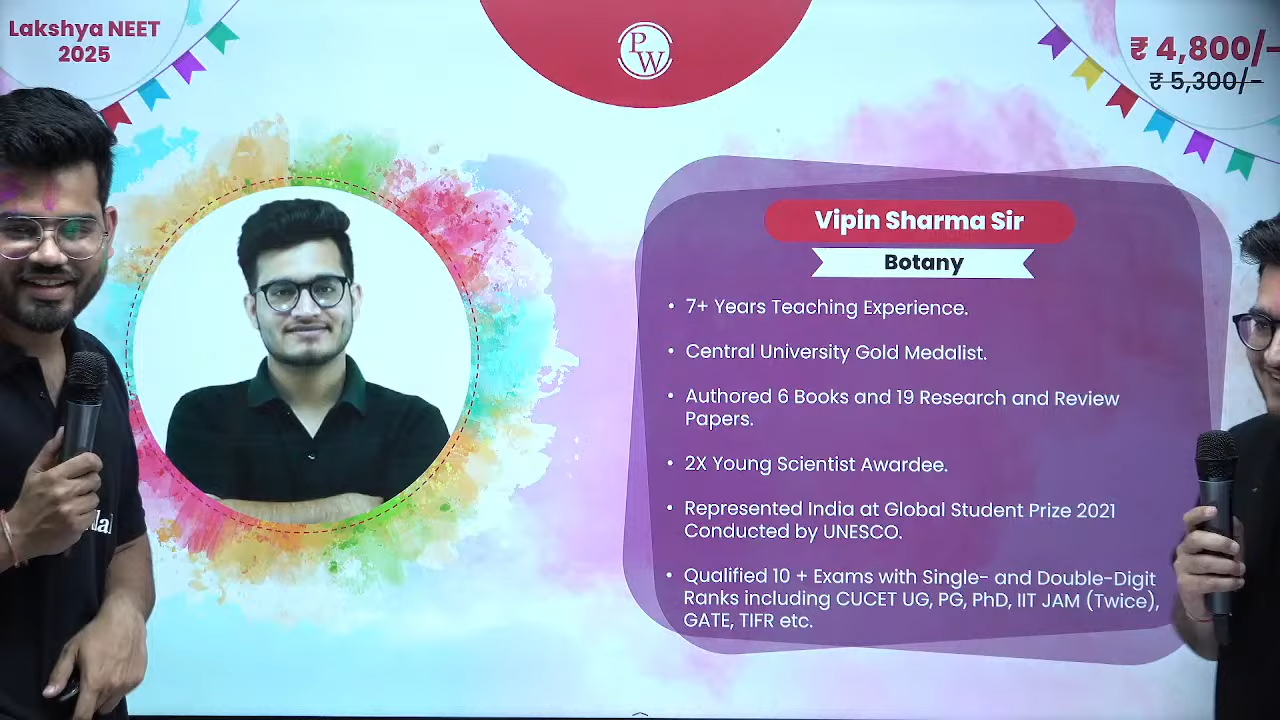 Lakshya NEET
2025
PW
₹ 4,800/-
₹ 5,300/-
Vipin Sharma Sir
Botany
• 7+ Years Teaching Experience.
• Central University Gold Medalist.
• Authored 6 Books and 19 Research and Review
Papers.
• 2X Young Scientist Awardee.
• Represented India at Global Student Prize 2021
Conducted by UNESCO.
• Qualified 10 + Exams with Single- and Double-Digit
Ranks including CUCET UG, PG, PhD, IIT JAM (Twice),
GATE, TIFR etc.